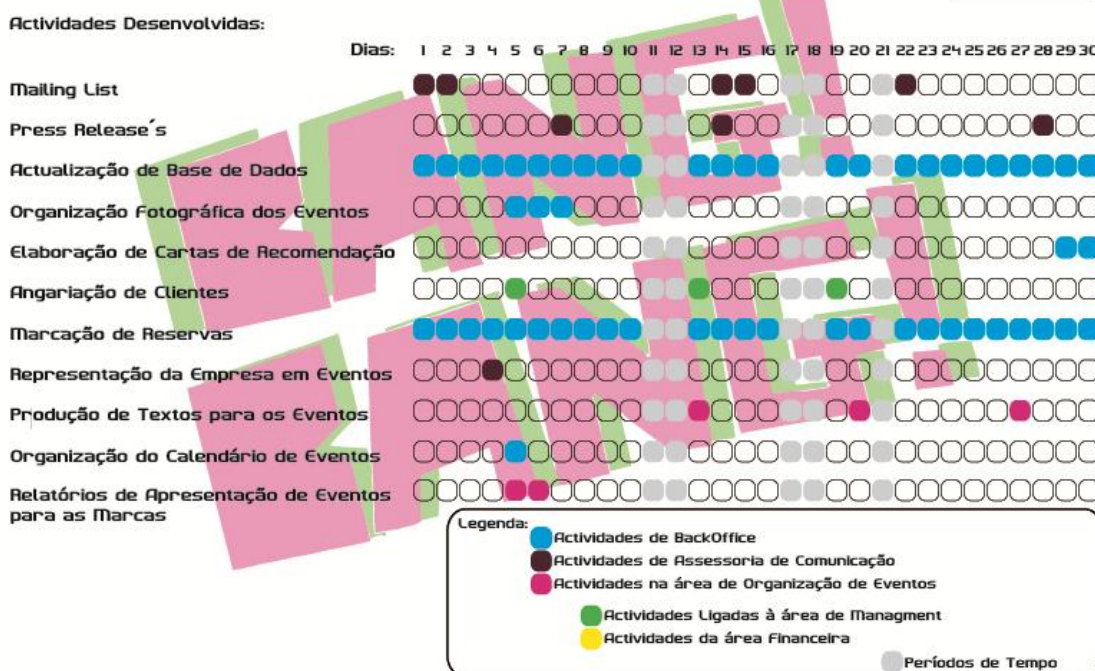 Actividades Desenvolvidas:
Dias: 1 2 3 4 5 6 7 8 9 10 11 12 13 14 15 16 17 18 19 20 21 22 23 24 25 26 27 28 29 30
Mailing List
Press Release´s
Actualização de Base de Dados
Organização Fotográfica dos Eventos
Elaboração de Cartas de Recomendação
Angariação de Clientes
Marcação de Reservas
Representação da Empresa em Eventos
Produção de Textos para os Eventos
Organização do Calendário de Eventos
Relatórios de Apresentação de Eventos
para as Marcas
Legenda:
Actividades de BackOffice
Actividades de Assessoria de Comunicação
Actividades na área de Organização de Eventos
Actividades Ligadas à área de Managment
Actividades da área Financeira
Períodos de Tempo